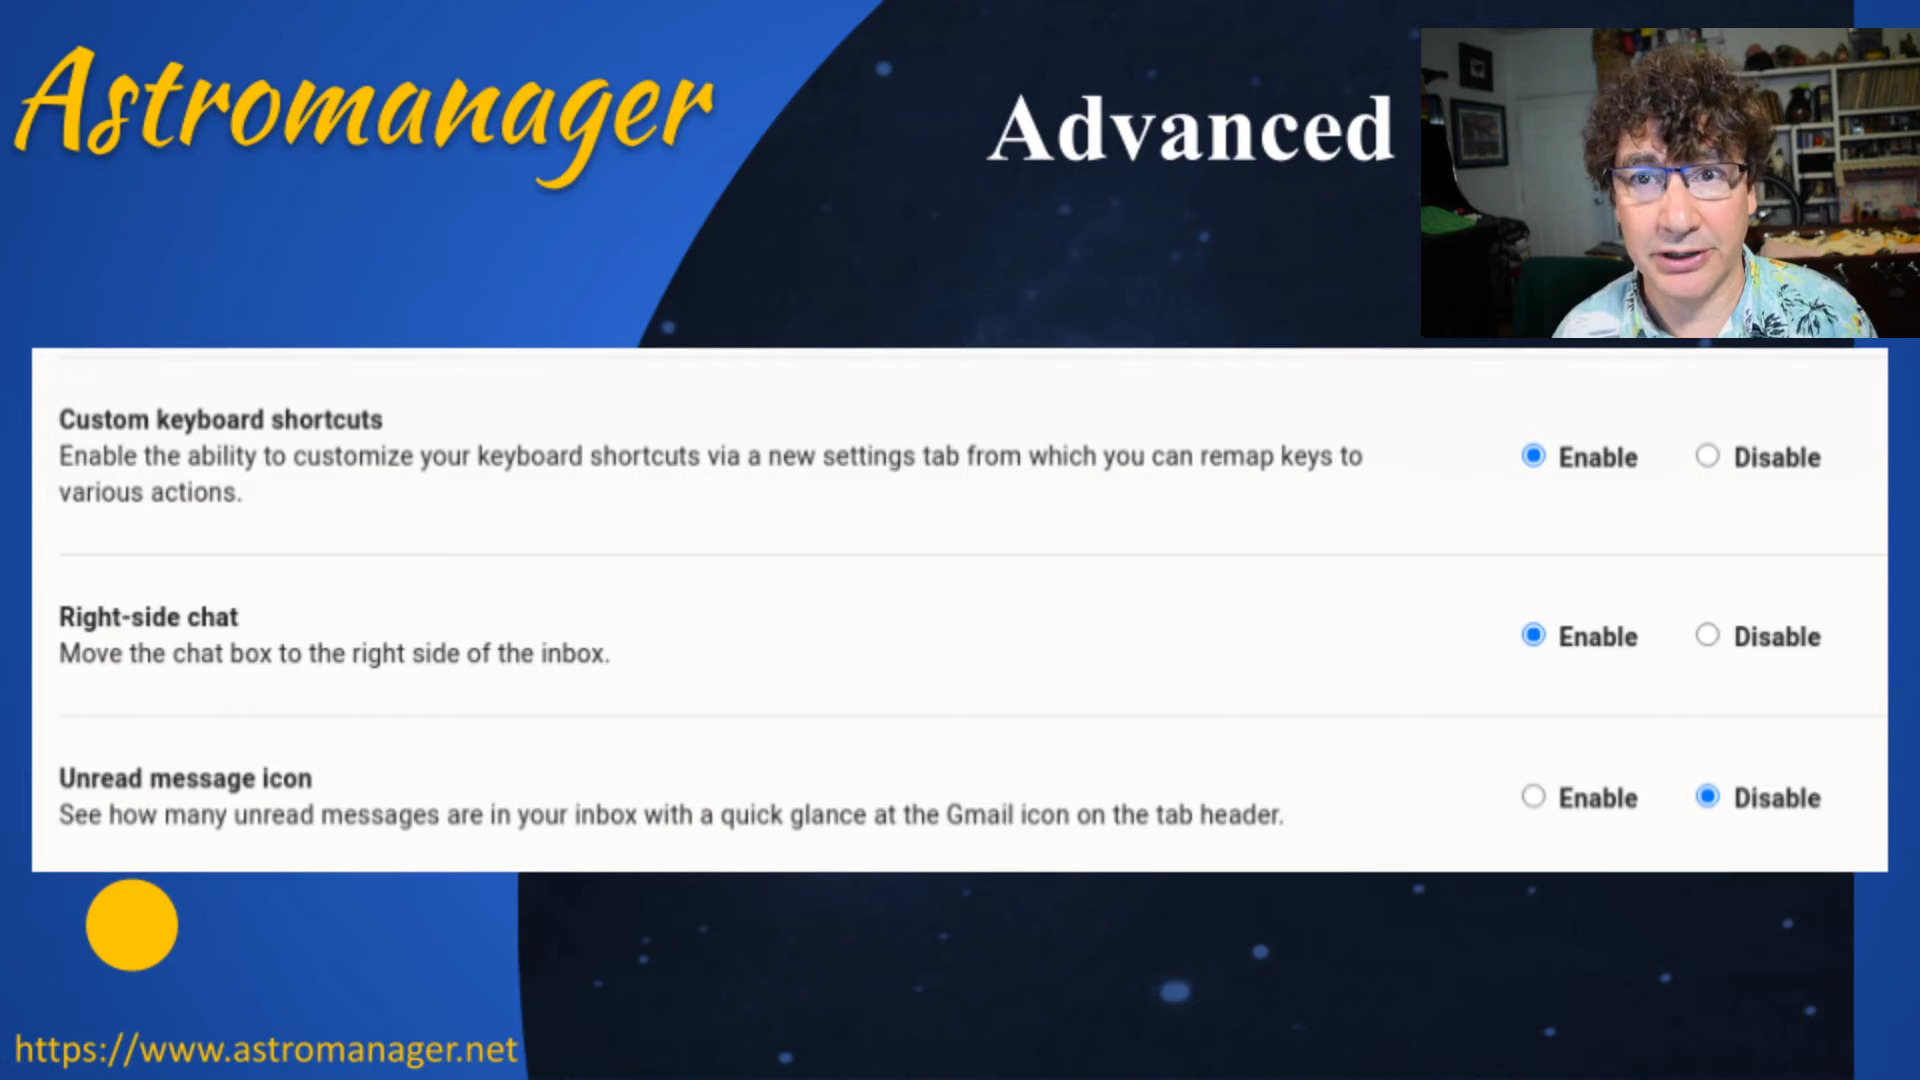 Astromanager
Advanced
Custom keyboard shortcuts
Enable the ability to customize your keyboard shortcuts via a new settings tab from which you can remap keys to
various actions.
Enable Disable
Right-side chat
Move the chat box to the right side of the inbox.
Enable Disable
Unread message icon
See how many unread messages are in your inbox with a quick glance at the Gmail icon on the tab header.
Enable Disable
https://www.astromanager.net